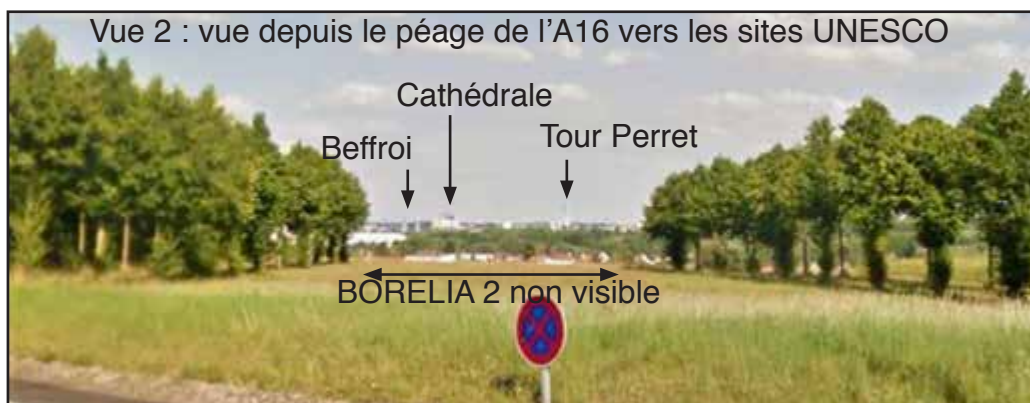 Vue 2 : vue depuis le péage de l'A16 vers les sites UNESCO
Cathédrale
Beffroi
Tour Perret
BORELIA 2 non visible